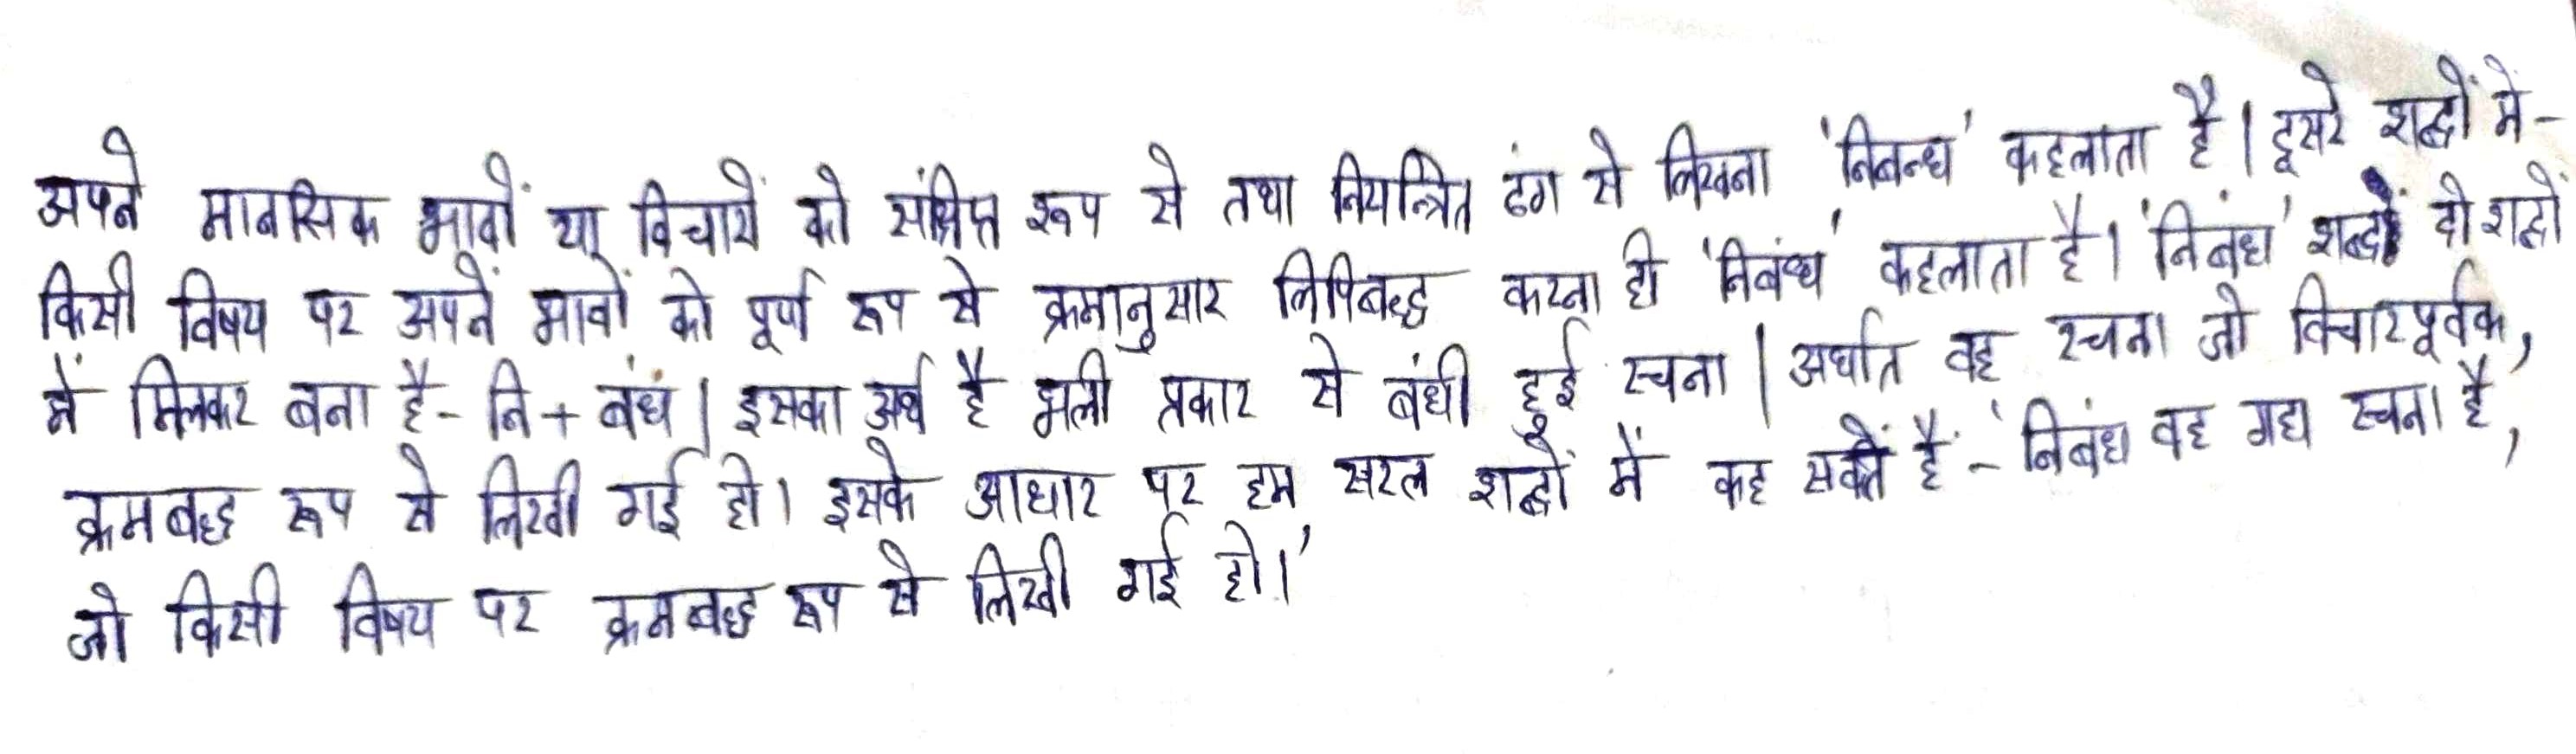 अपने मानसिक भावों या विचारों को संक्षिप्त रूप से तथा नियन्त्रित ढंग से लिखना 'निबन्ध' कहलाता है। दूसरे शब्दों में-
किसी विषय पर अपनें भावों को पूर्ण रूप से क्रमानुसार लिपिबद्ध करना ही 'निबंध' कहलाता है। 'निबंध' शब्द दो शब्दों
में मिलकर बना है- नि + बंध। इसका अर्थ है भली प्रकार से बंधी हुई रचना। अर्थात वह रचना जो विचारपूर्वक,
क्रमबद्ध रूप से लिखी गई हो। इसके आधार पर हम सरल शब्दों में कह सकतें हैं- 'निबंध वह गद्य रचना है,
जो किसी विषय पर क्रमबद्ध रूप से लिखी गई हो।'